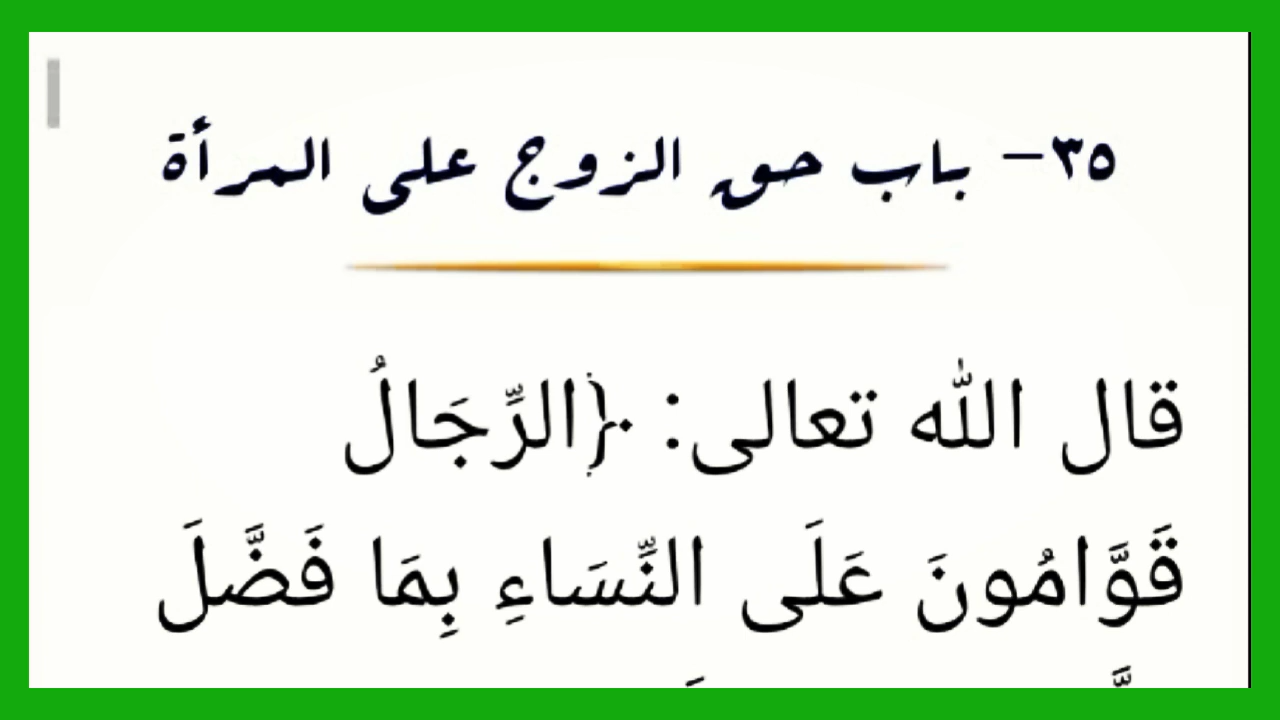 ٣٥- باب حق الزوج على المرأة
قال الله تعالى: {الرِّجَالُ
قَوَّامُونَ عَلَى النِّسَاءِ بِمَا فَضَّلَ